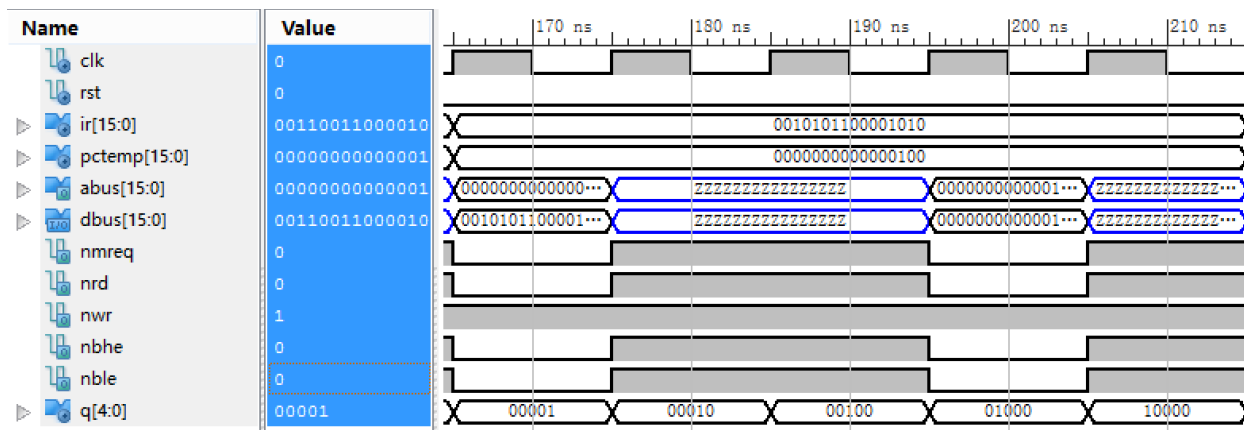 Name Value 170 ns 180 ns 190 ns 200 ns 210 ns
clk 0
rst 0
ir[15:0] 00110011000010 0010101100001010
pctemp[15:0] 00000000000001 0000000000000100
abus[15:0] 00000000000001 0000000000000... ZZZZZZZZZZZZZZZZ 0000000000001... ZZZZZZZZZZZZZ...
dbus[15:0] 00110011000010 0010101100001... ZZZZZZZZZZZZZZZZ 0000000000001... ZZZZZZZZZZZZZ...
nmreq 0
nrd 0
nwr 1
nbhe 0
nble 0
q[4:0] 00001 00001 00010 00100 01000 10000